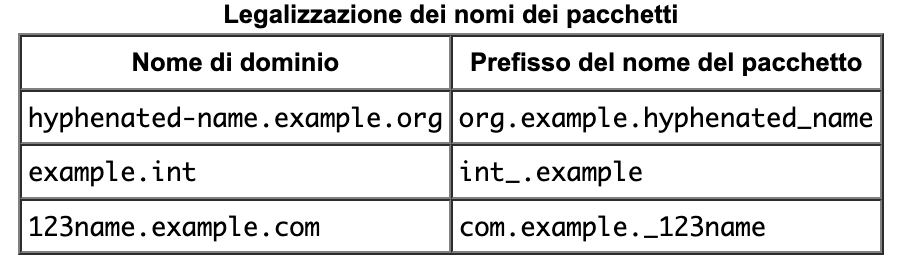 Legalizzazione dei nomi dei pacchetti
Nome di dominio Prefisso del nome del pacchetto
hyphenated-name.example.org org.example.hyphenated_name
example.int int_.example
123name.example.com com.example._123name